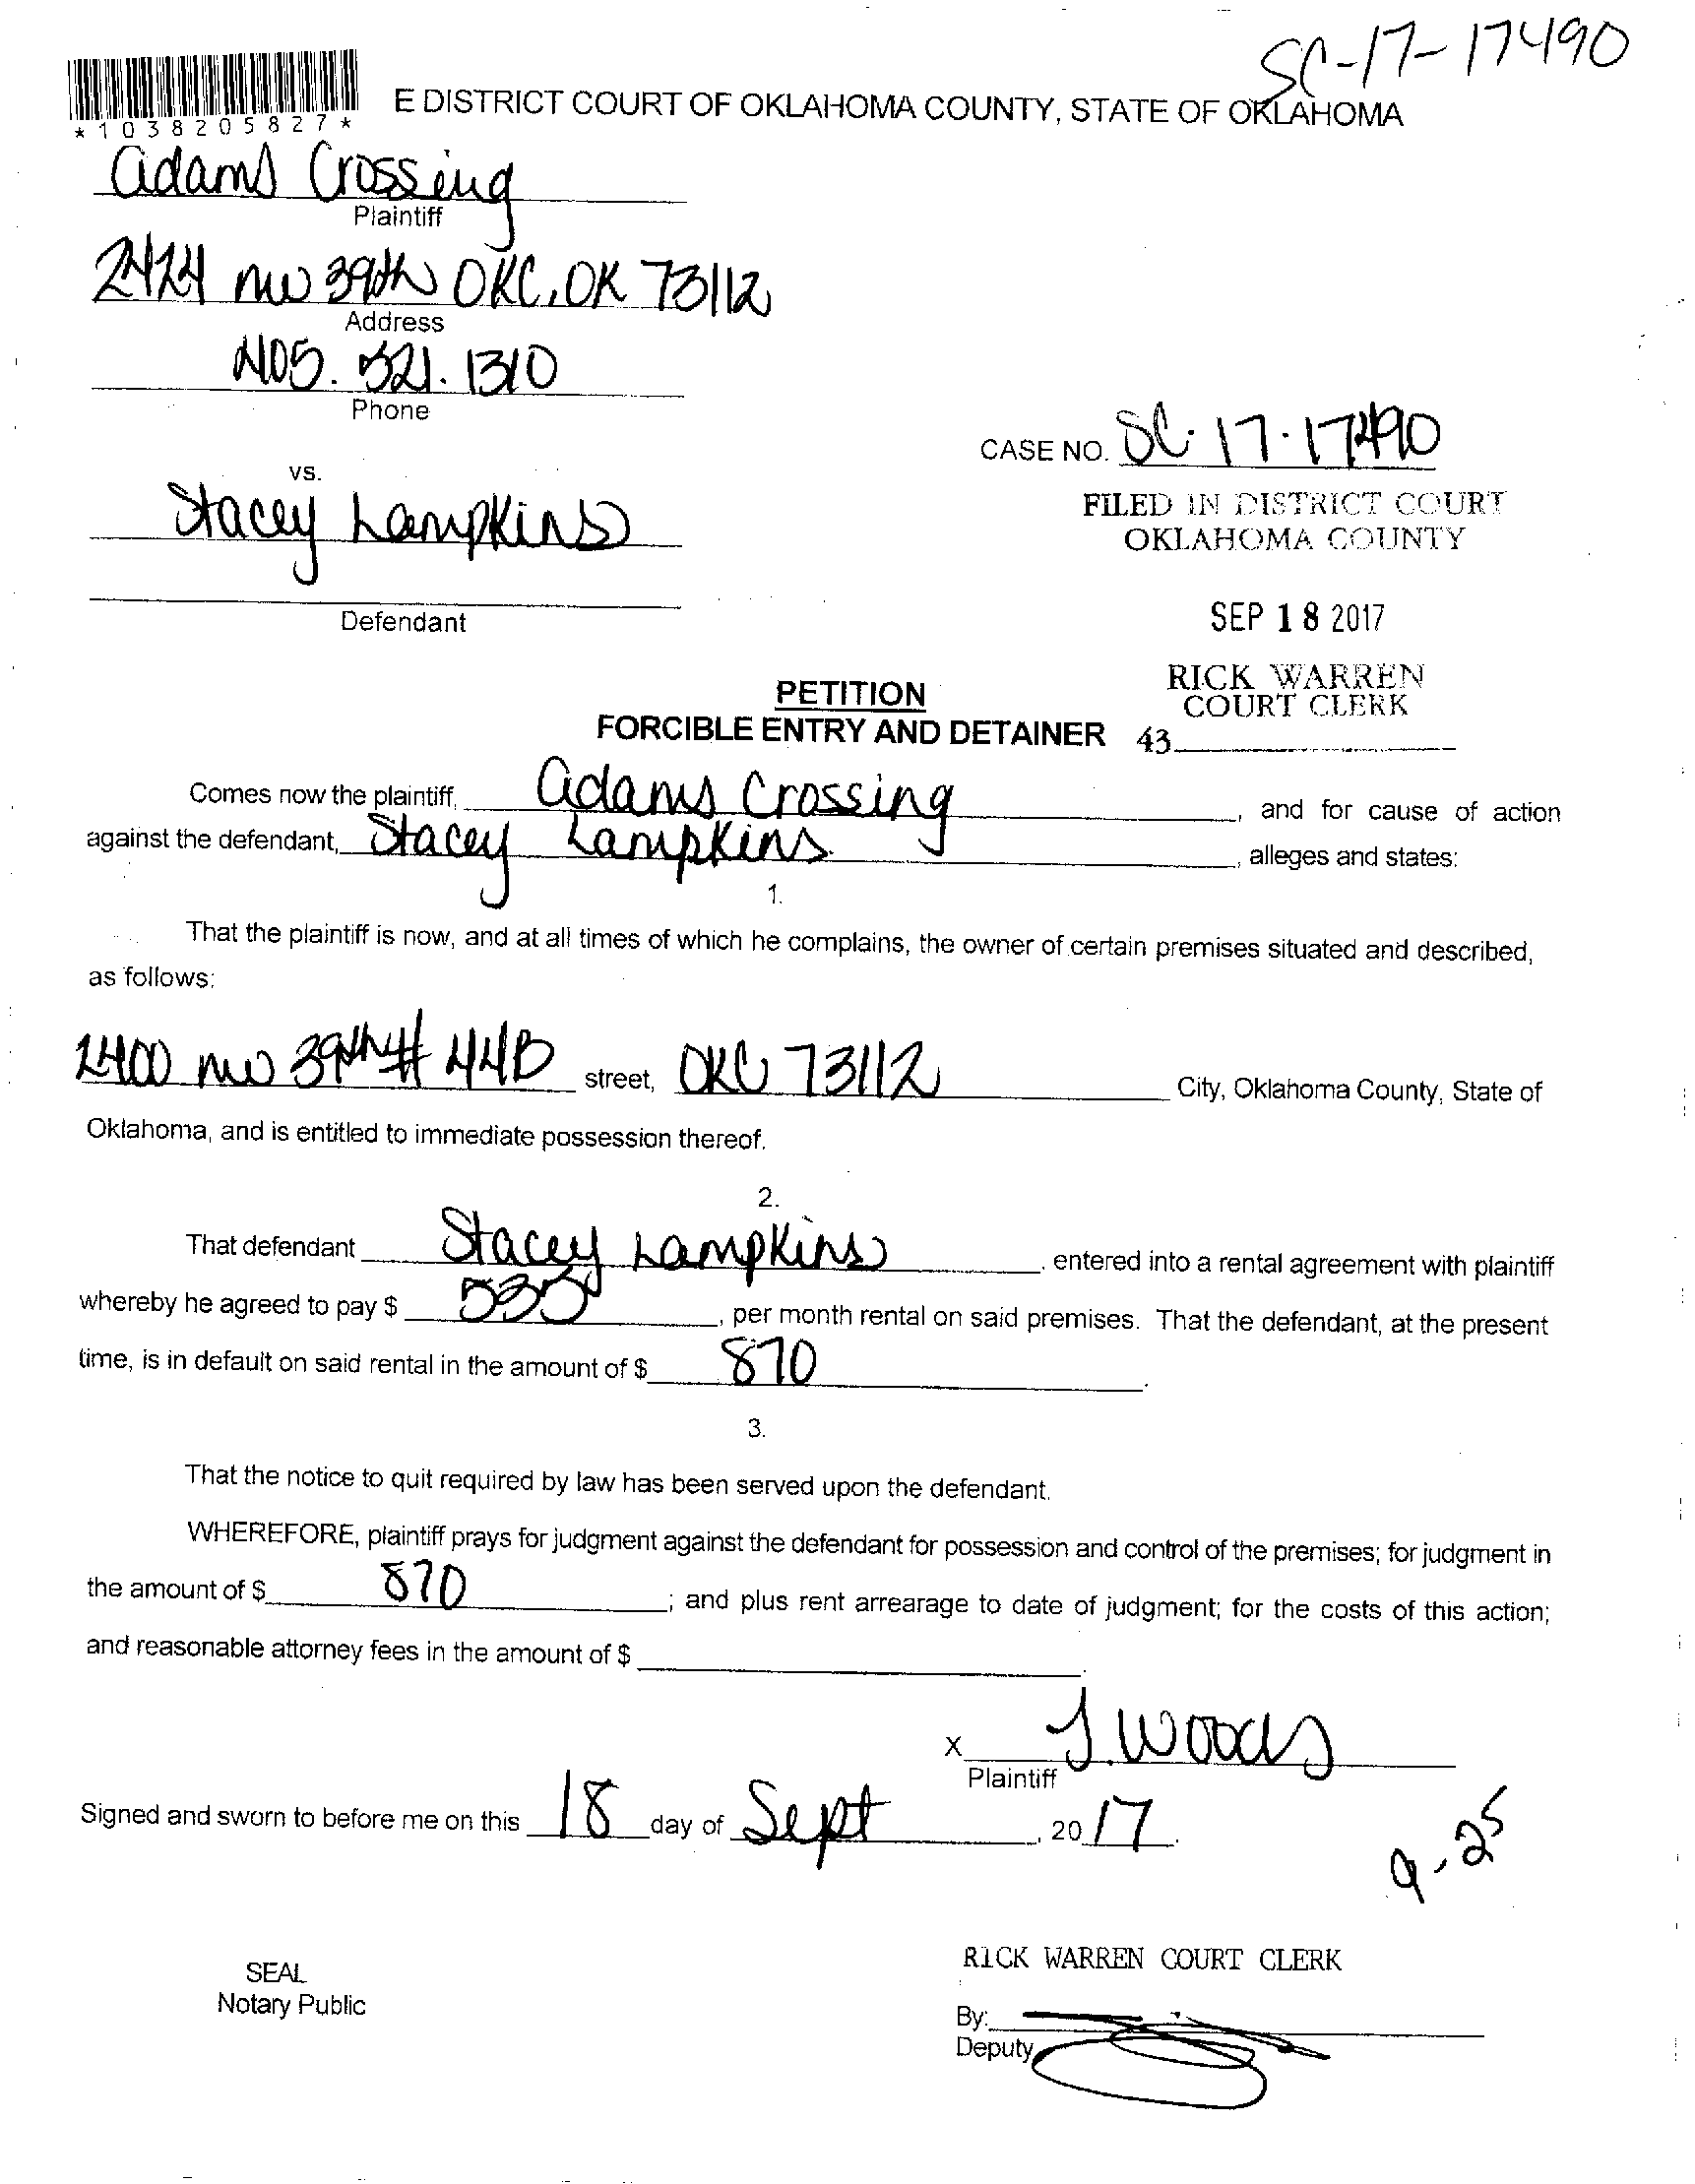 SC-17-17490
*1038205827*
E DISTRICT COURT OF OKLAHOMA COUNTY, STATE OF OKLAHOMA
Adams Crossing
Plaintiff
2424 NW 39th OKC, OK 73112
Address
405. 521. 1310
Phone
CASE NO. SC-17-17490
vs.
Stacey Lampkins
FILED IN DISTRICT COURT
OKLAHOMA COUNTY
Defendant
SEP 18 2017
RICK WARREN
COURT CLERK
43
PETITION
FORCIBLE ENTRY AND DETAINER
Comes now the plaintiff, Adams Crossing, and for cause of action
against the defendant, Stacey Lampkins, alleges and states:
1.
That the plaintiff is now, and at all times of which he complains, the owner of certain premises situated and described,
as follows:
2400 NW 39th # 44B street, OKC 73112 City, Oklahoma County, State of
Oklahoma, and is entitled to immediate possession thereof.
2.
That defendant Stacey Lampkins, entered into a rental agreement with plaintiff
whereby he agreed to pay $ 535, per month rental on said premises. That the defendant, at the present
time, is in default on said rental in the amount of $ 870.
3.
That the notice to quit required by law has been served upon the defendant.
WHEREFORE, plaintiff prays for judgment against the defendant for possession and control of the premises; for judgment in
the amount of $ 870; and plus rent arrearage to date of judgment; for the costs of this action;
and reasonable attorney fees in the amount of $
X J. Woods
Plaintiff
Signed and sworn to before me on this 18 day of Sept, 2017.
9-25
SEAL
Notary Public
RICK WARREN COURT CLERK
By:
Deputy